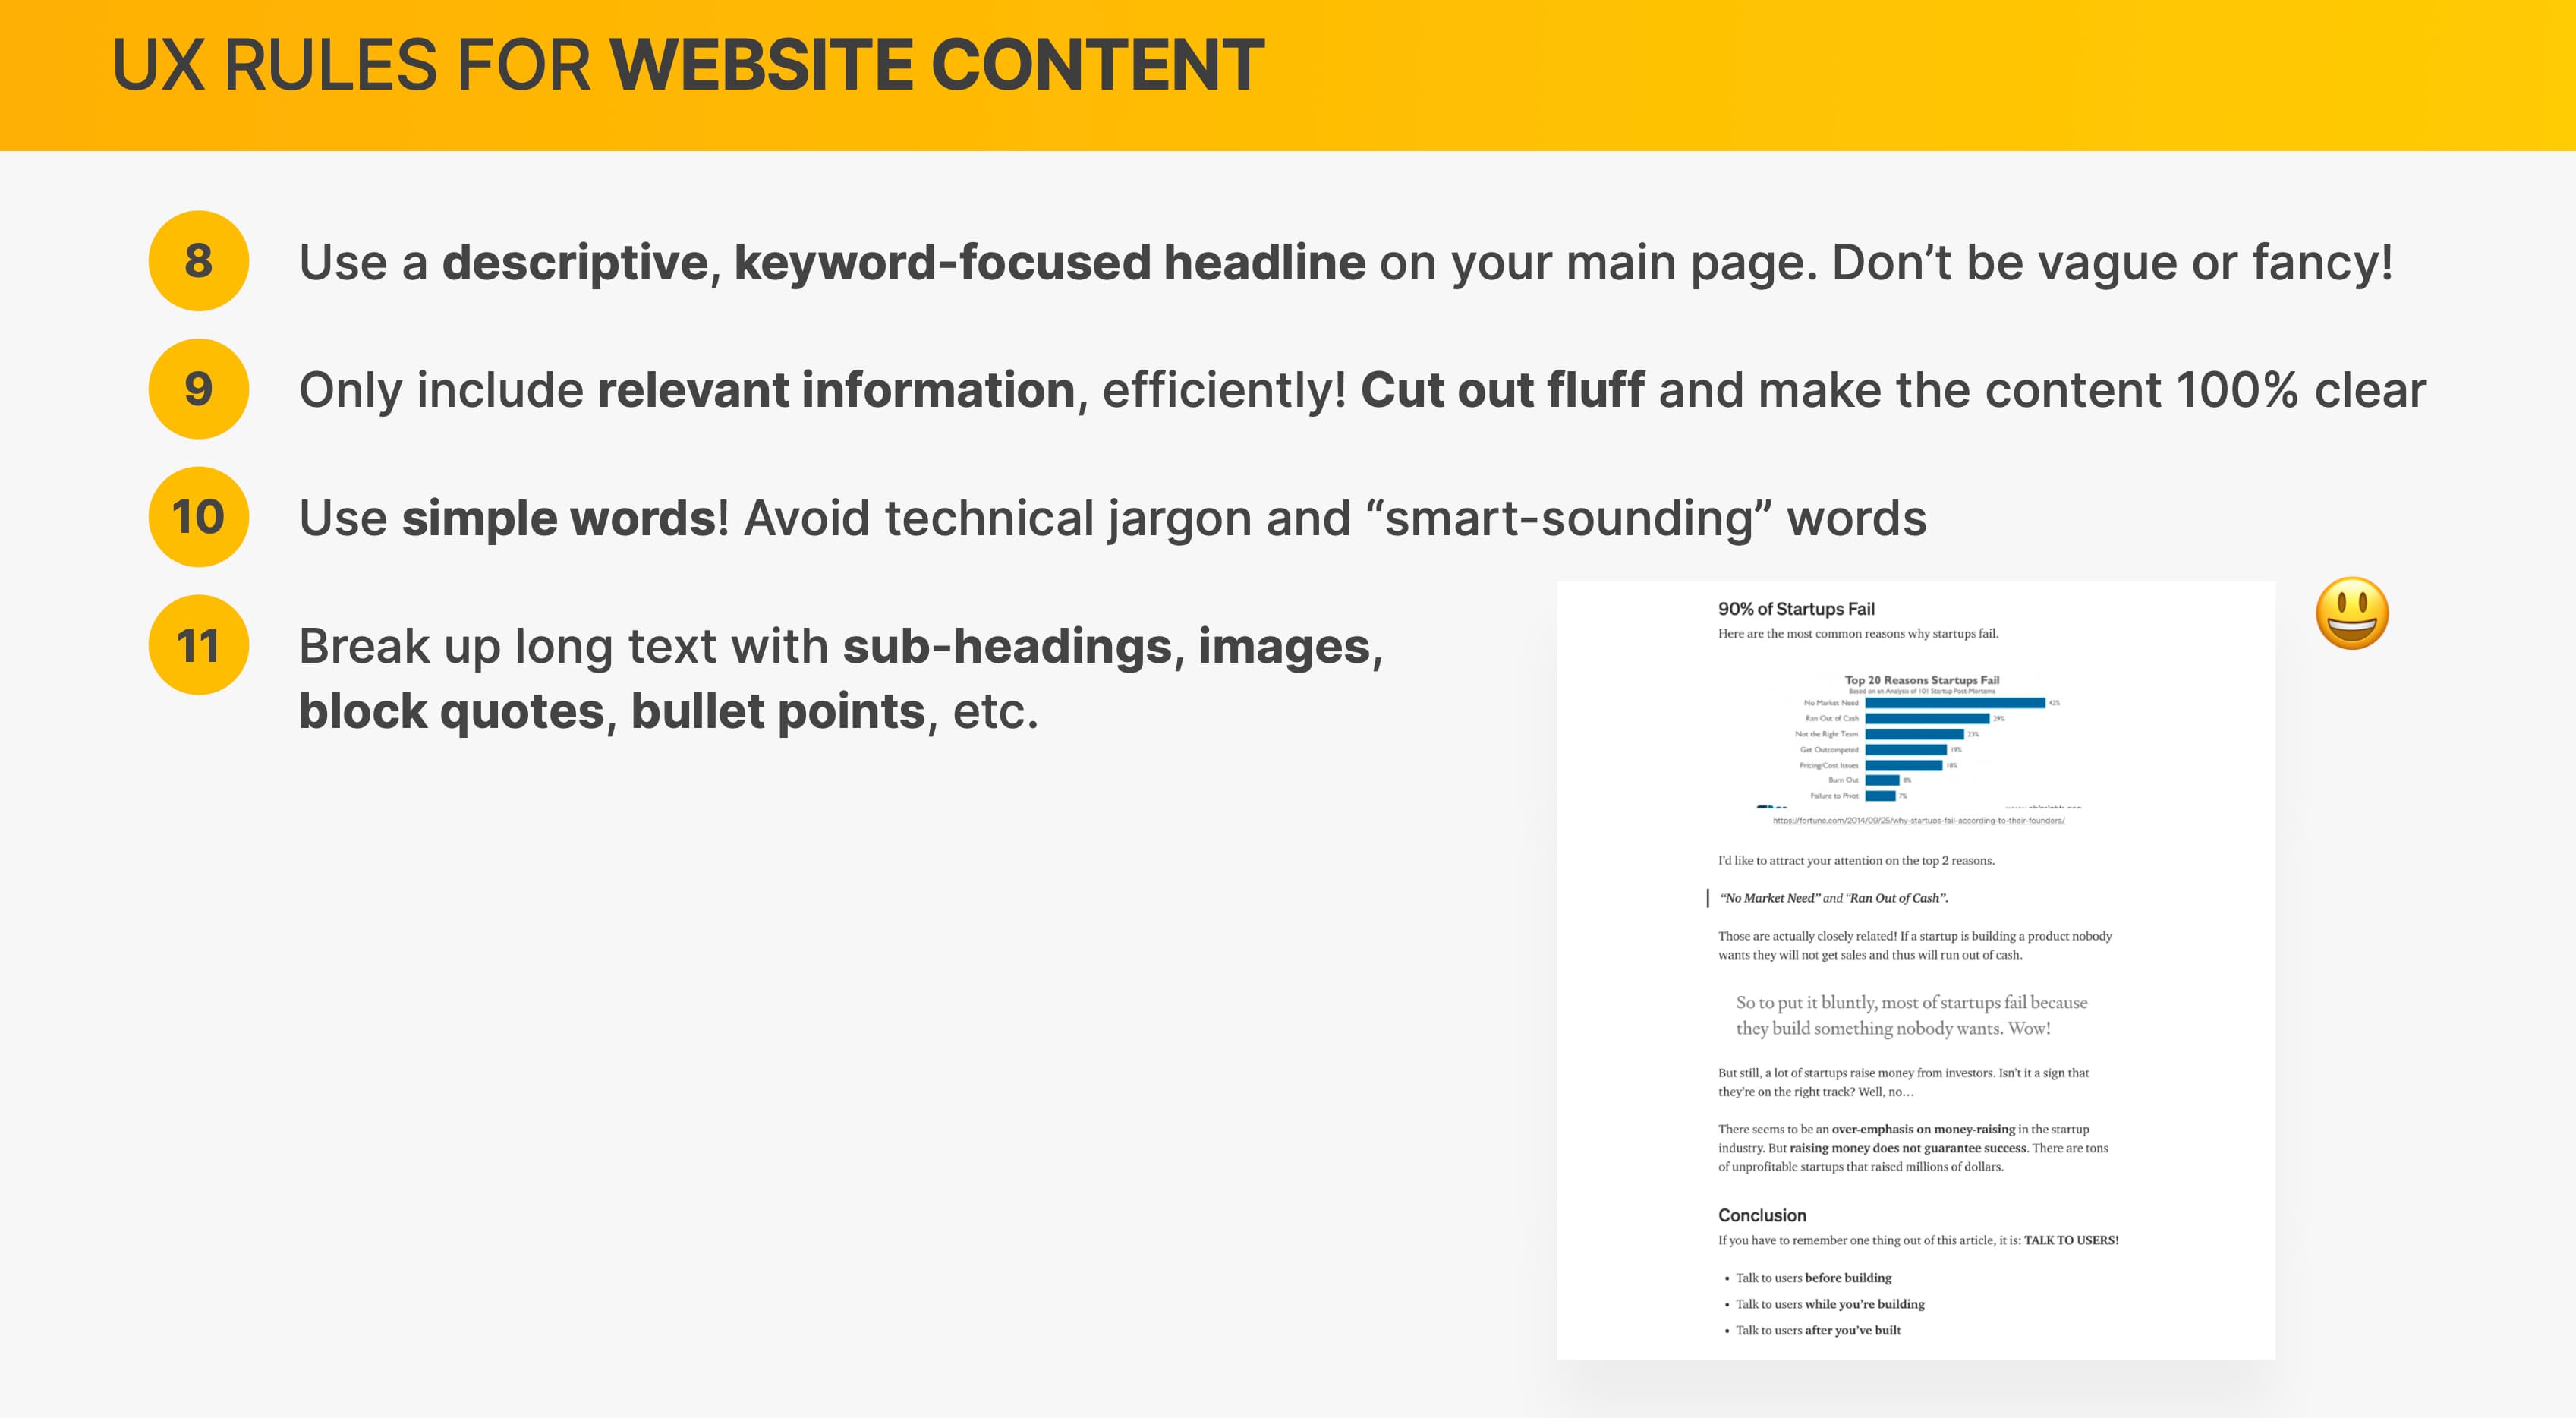 UX RULES FOR WEBSITE CONTENT
8
Use a descriptive, keyword-focused headline on your main page. Don’t be vague or fancy!
9
Only include relevant information, efficiently! Cut out fluff and make the content 100% clear
10
Use simple words! Avoid technical jargon and “smart-sounding” words
11
Break up long text with sub-headings, images,
block quotes, bullet points, etc.
90% of Startups Fail
Here are the most common reasons why startups fail.
Top 20 Reasons Startups Fail
Based on an Analysis of 101 Startup Post-Mortems
No Market Need 42%
Ran Out of Cash 29%
Not the Right Team 23%
Get Outcompeted 19%
Pricing/Cost Issues 18%
Burn Out 8%
Failure to Pivot 7%
https://fortune.com/2014/09/25/why-startups-fail-according-to-their-founders/
I’d like to attract your attention on the top 2 reasons.
“No Market Need” and “Ran Out of Cash”.
Those are actually closely related! If a startup is building a product nobody
wants they will not get sales and thus will run out of cash.
So to put it bluntly, most of startups fail because
they build something nobody wants. Wow!
But still, a lot of startups raise money from investors. Isn’t it a sign that
they’re on the right track? Well, no…
There seems to be an over-emphasis on money-raising in the startup
industry. But raising money does not guarantee success. There are tons
of unprofitable startups that raised millions of dollars.
Conclusion
If you have to remember one thing out of this article, it is: TALK TO USERS!
• Talk to users before building
• Talk to users while you’re building
• Talk to users after you’ve built